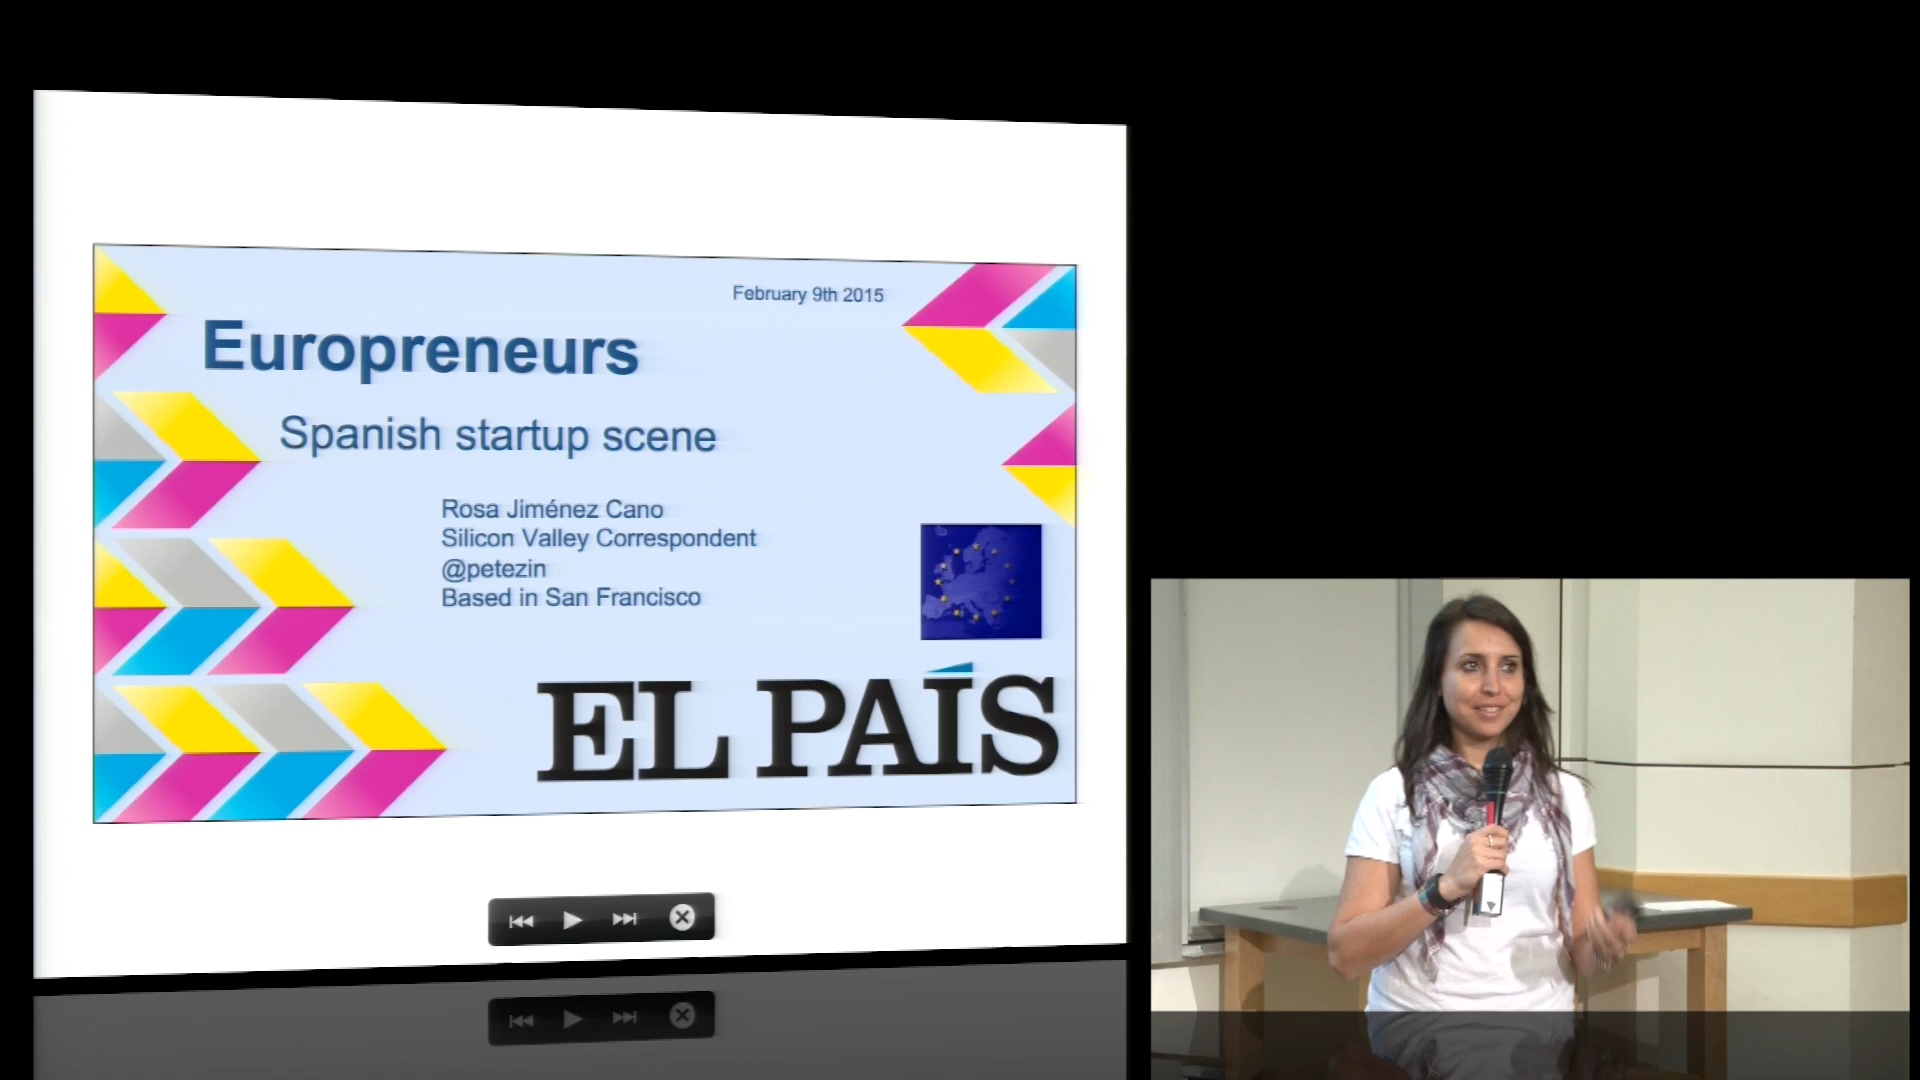 February 9th 2015
Europreneurs
Spanish startup scene
Rosa Jiménez Cano
Silicon Valley Correspondent
@petezin
Based in San Francisco
EL PAÍS